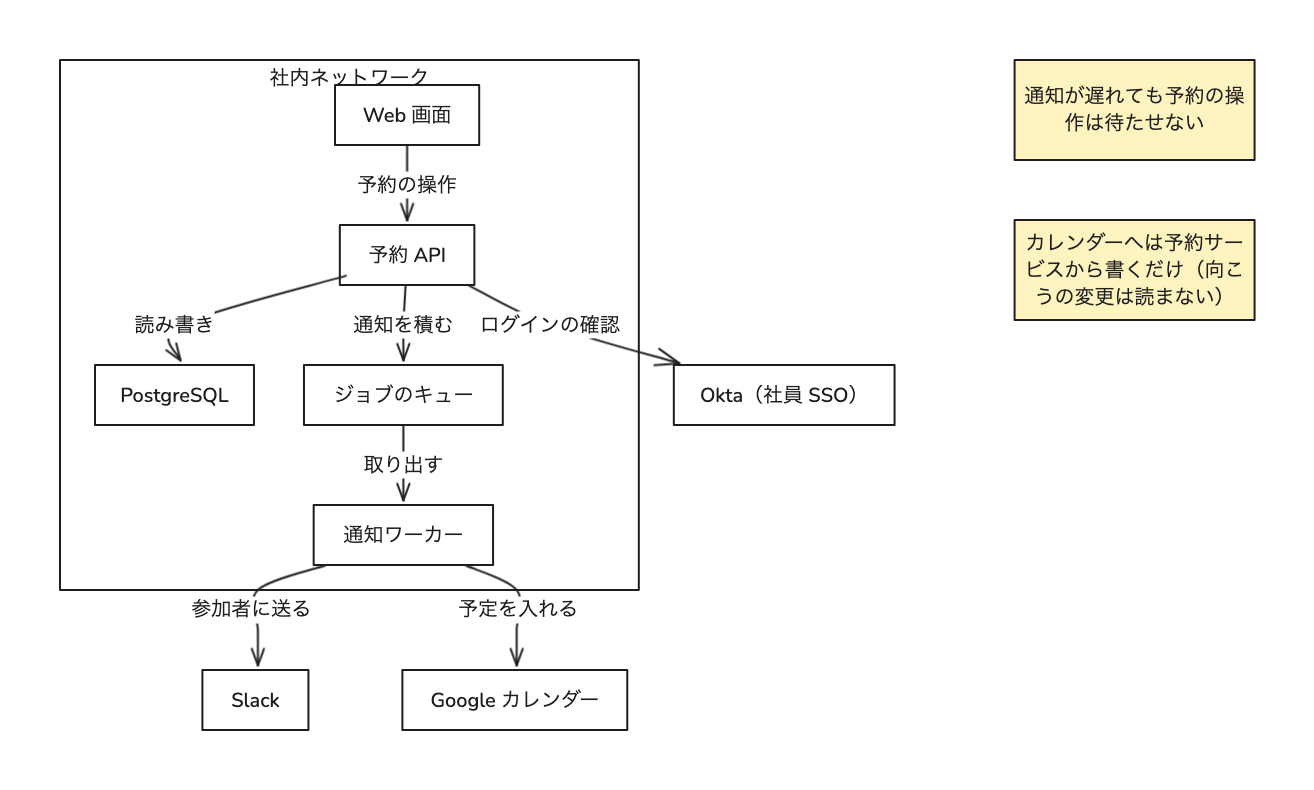 社内ネットワーク
Web 画面
予約の操作
予約 API
読み書き
通知を積む
ログインの確認
PostgreSQL
ジョブのキュー
Okta（社員 SSO）
取り出す
通知ワーカー
参加者に送る
予定を入れる
Slack
Google カレンダー
通知が遅れても予約の操
作は待たせない
カレンダーへは予約サー
ビスから書くだけ（向こ
うの変更は読まない）